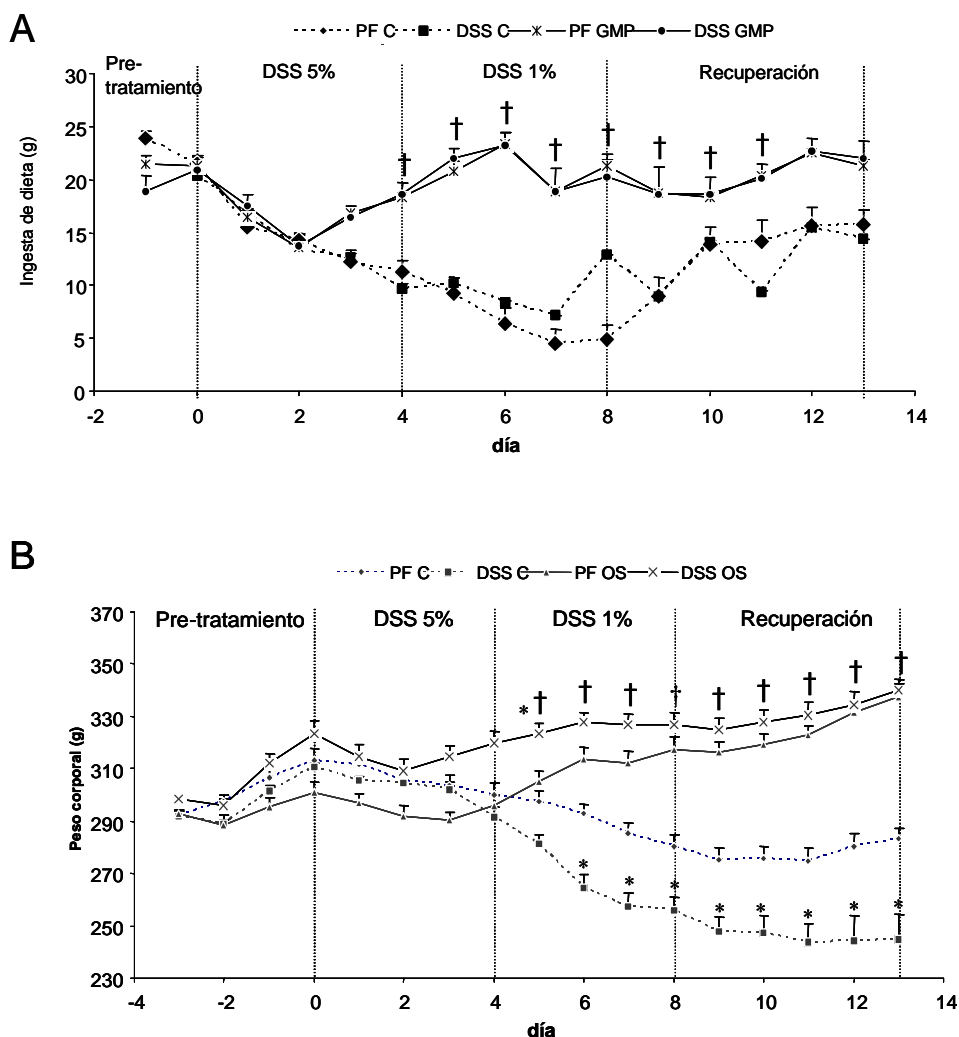 A
PF C DSS C PF GMP DSS GMP
Pre-
tratamiento
DSS 5% DSS 1% Recuperación
†
†
†
†
†
†
†
†
30
25
20
15
10
5
0
Ingesta de dieta (g)
-2 0 2 4 6 8 10 12 14
día
B
PF C DSS C PF OS DSS OS
Pre-tratamiento DSS 5% DSS 1% Recuperación
* † † † † † † † † †
* * * * * * * *
370
350
330
310
290
270
250
230
Peso corporal (g)
-4 -2 0 2 4 6 8 10 12 14
día